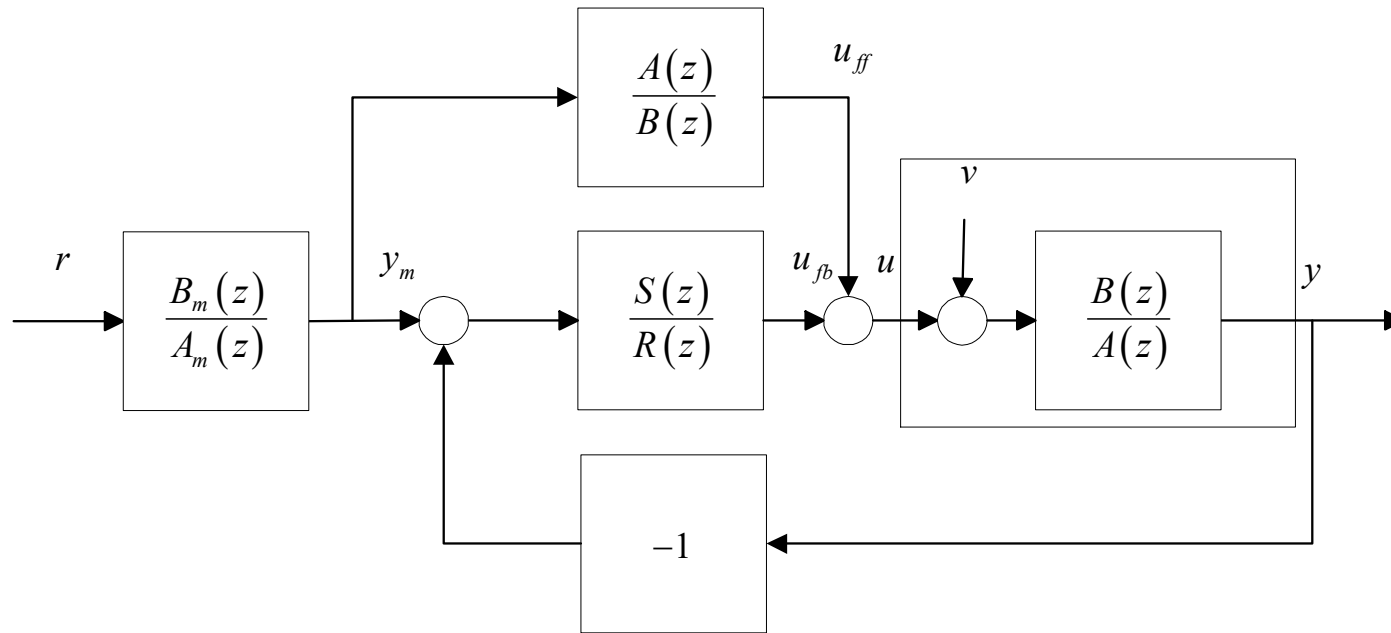 A(z)
B(z)
u_ff
r
B_m(z)
A_m(z)
y_m
S(z)
R(z)
u_fb
u
v
B(z)
A(z)
y
−1